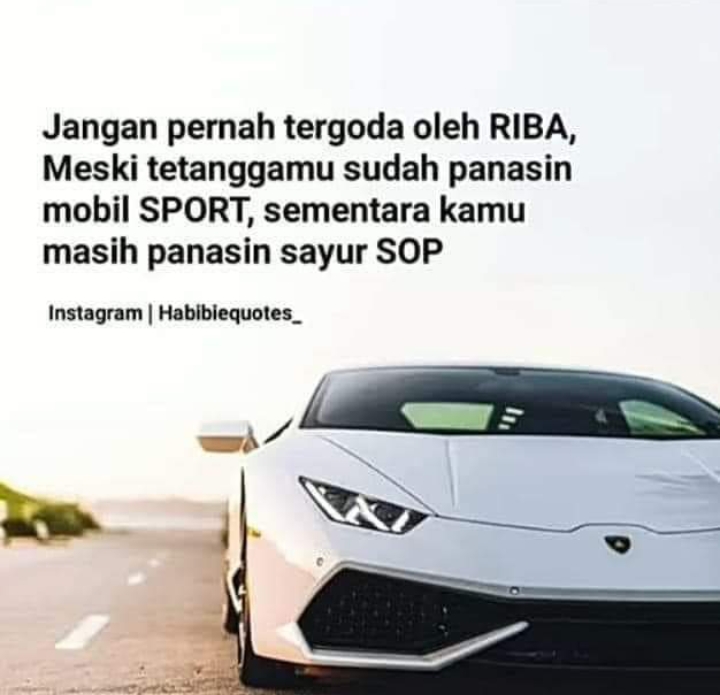 Jangan pernah tergoda oleh RIBA,
Meski tetanggamu sudah panasin
mobil SPORT, sementara kamu
masih panasin sayur SOP
Instagram | Habibiequotes_